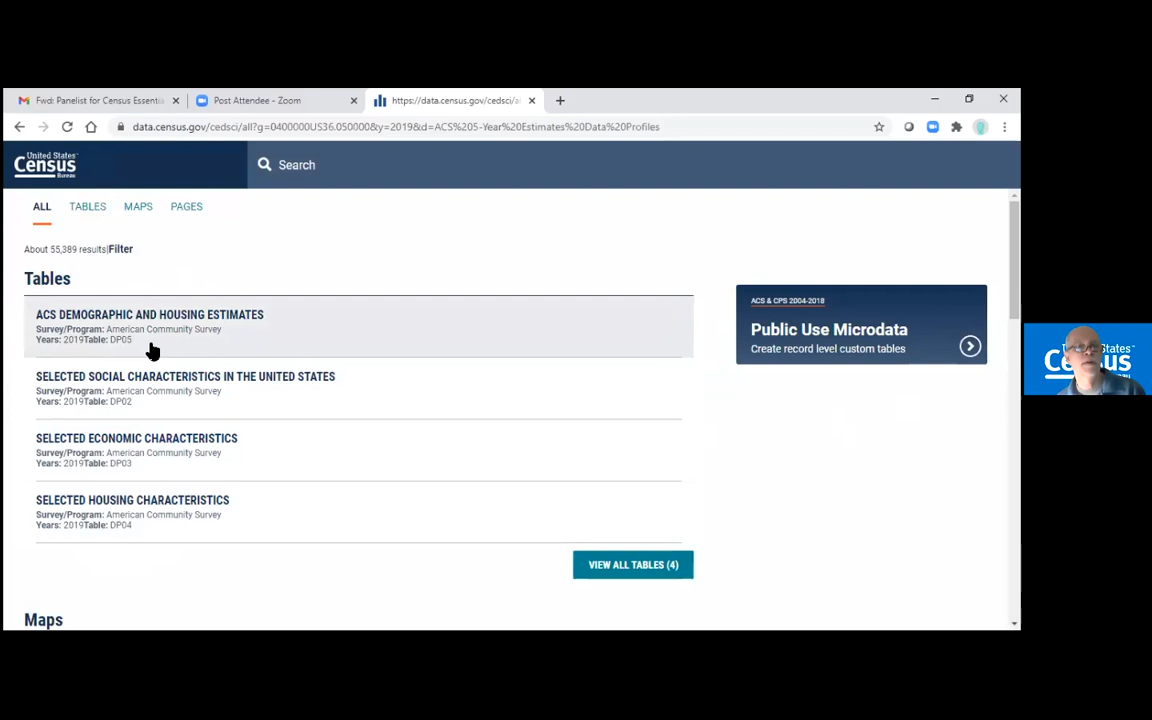 Fwd: Panelist for Census Essentia
Post Attendee - Zoom
https://data.census.gov/cedsci/a
data.census.gov/cedsci/all?g=0400000US36.050000&y=2019&d=ACS%205-Year%20Estimates%20Data%20Profiles
United States
Census
Bureau
Search
ALL
TABLES
MAPS
PAGES
About 55,389 results|Filter
Tables
ACS DEMOGRAPHIC AND HOUSING ESTIMATES
Survey/Program: American Community Survey
Years: 2019Table: DP05
SELECTED SOCIAL CHARACTERISTICS IN THE UNITED STATES
Survey/Program: American Community Survey
Years: 2019Table: DP02
SELECTED ECONOMIC CHARACTERISTICS
Survey/Program: American Community Survey
Years: 2019Table: DP03
SELECTED HOUSING CHARACTERISTICS
Survey/Program: American Community Survey
Years: 2019Table: DP04
VIEW ALL TABLES (4)
Maps
ACS & CPS 2004-2018
Public Use Microdata
Create record level custom tables